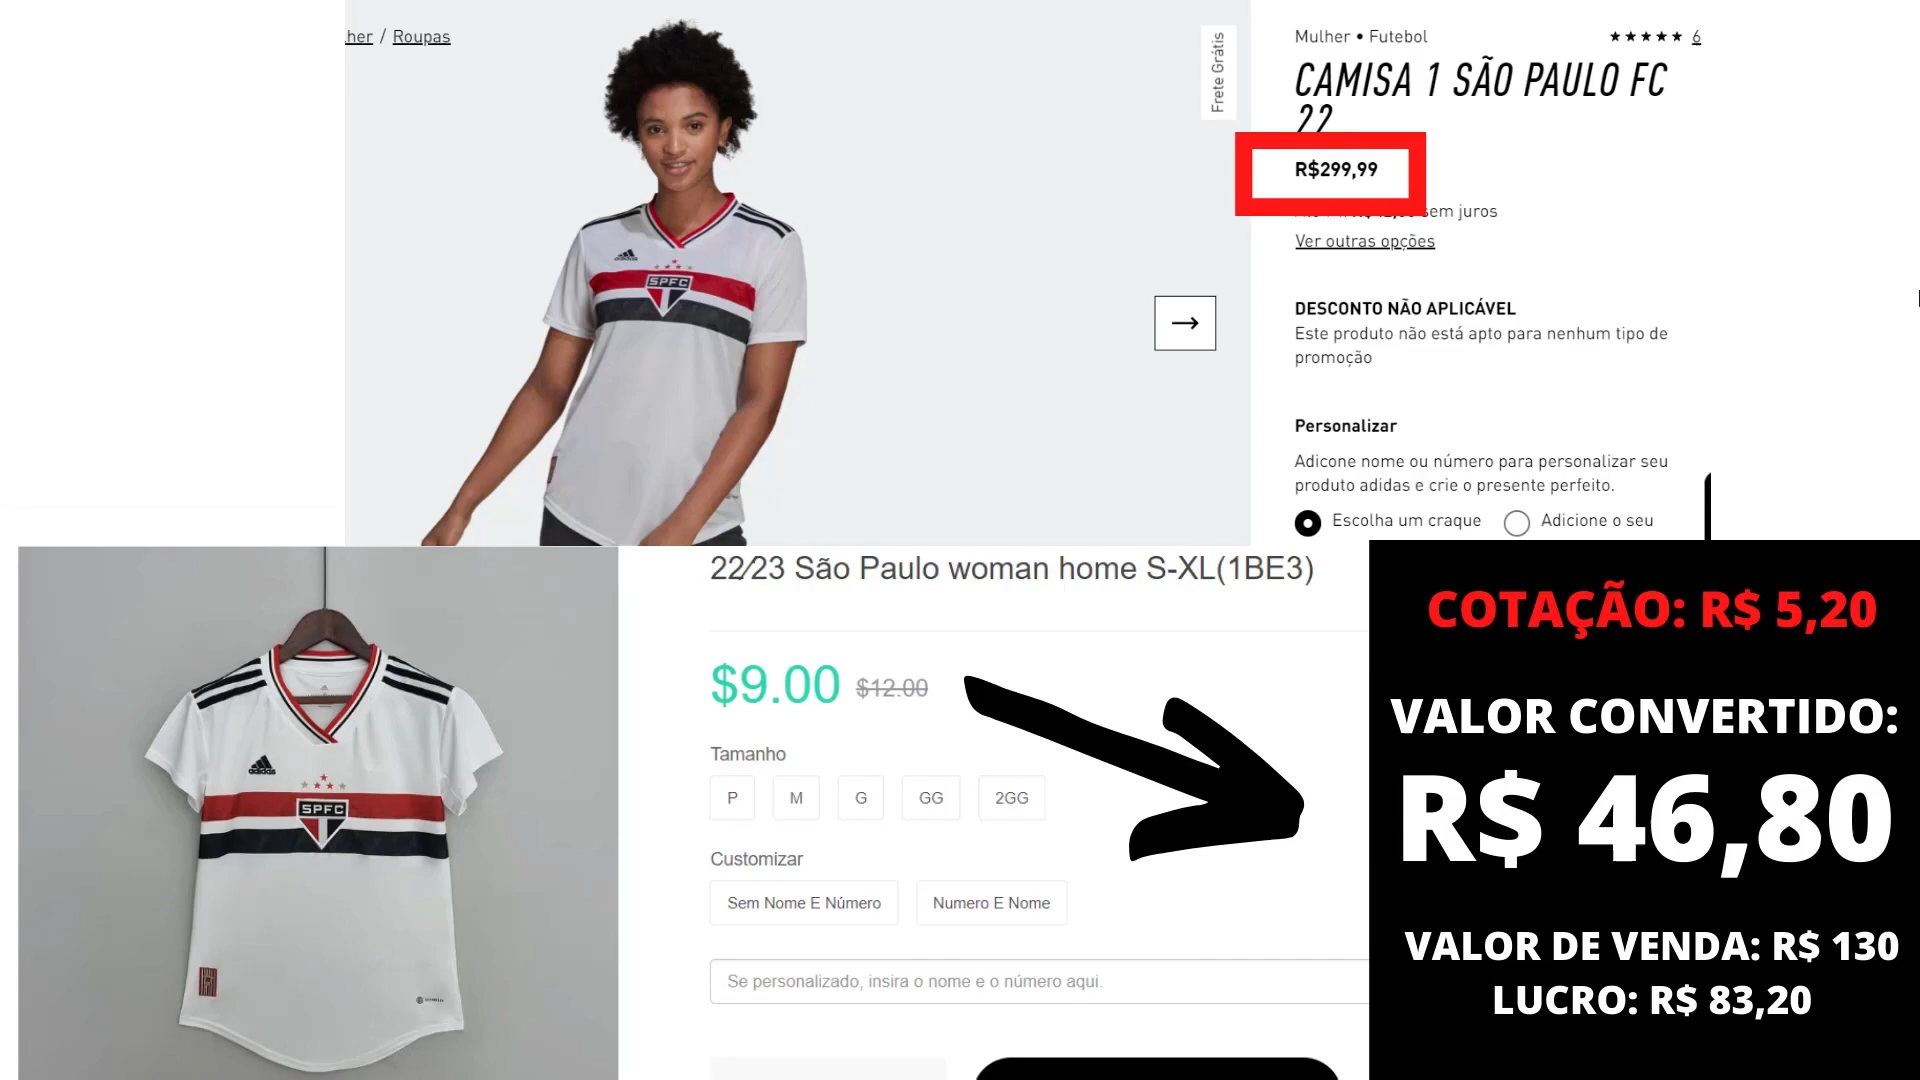 her / Roupas
Frete Grátis
Mulher • Futebol
★★★★★ 6
CAMISA 1 SÃO PAULO FC
22
R$299,99
sem juros
Ver outras opções
DESCONTO NÃO APLICÁVEL
Este produto não está apto para nenhum tipo de
promoção
Personalizar
Adicone nome ou número para personalizar seu
produto adidas e crie o presente perfeito.
Escolha um craque
Adicione o seu
adidas
SPFC
adidas
SPFC
22/23 São Paulo woman home S-XL(1BE3)
$9.00 $12.00
Tamanho
P M G GG 2GG
Customizar
Sem Nome E Número
Numero E Nome
Se personalizado, insira o nome e o número aqui.
COTAÇÃO: R$ 5,20
VALOR CONVERTIDO:
R$ 46,80
VALOR DE VENDA: R$ 130
LUCRO: R$ 83,20